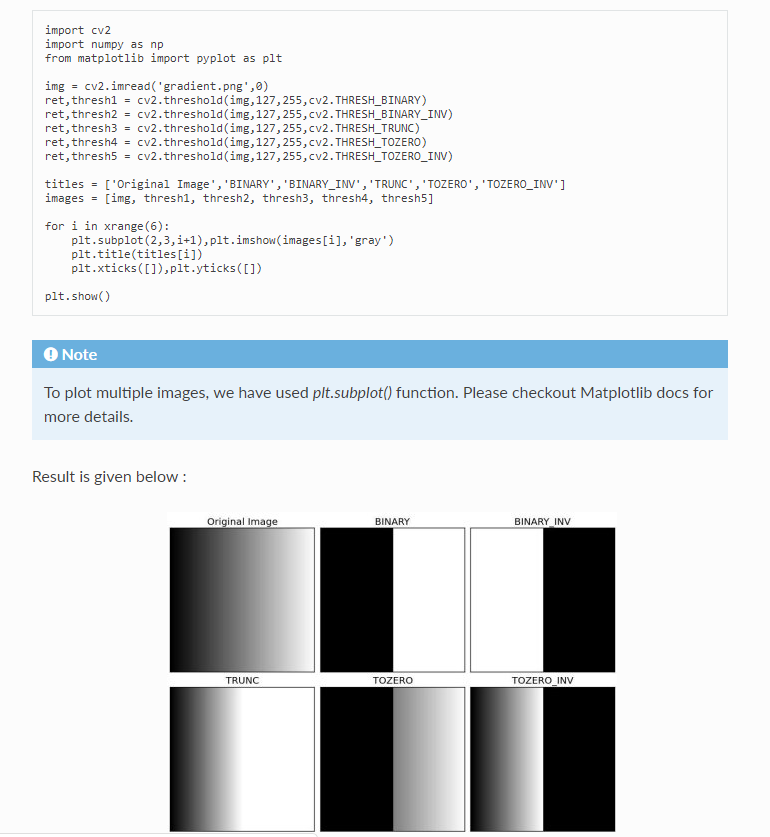 import cv2
import numpy as np
from matplotlib import pyplot as plt
img = cv2.imread('gradient.png',0)
ret,thresh1 = cv2.threshold(img,127,255,cv2.THRESH_BINARY)
ret,thresh2 = cv2.threshold(img,127,255,cv2.THRESH_BINARY_INV)
ret,thresh3 = cv2.threshold(img,127,255,cv2.THRESH_TRUNC)
ret,thresh4 = cv2.threshold(img,127,255,cv2.THRESH_TOZERO)
ret,thresh5 = cv2.threshold(img,127,255,cv2.THRESH_TOZERO_INV)
titles = ['Original Image','BINARY','BINARY_INV','TRUNC','TOZERO','TOZERO_INV']
images = [img, thresh1, thresh2, thresh3, thresh4, thresh5]
for i in xrange(6):
    plt.subplot(2,3,i+1),plt.imshow(images[i],'gray')
    plt.title(titles[i])
    plt.xticks([]),plt.yticks([])
plt.show()
Note
To plot multiple images, we have used plt.subplot() function. Please checkout Matplotlib docs for
more details.
Result is given below :
Original Image BINARY BINARY_INV
TRUNC TOZERO TOZERO_INV